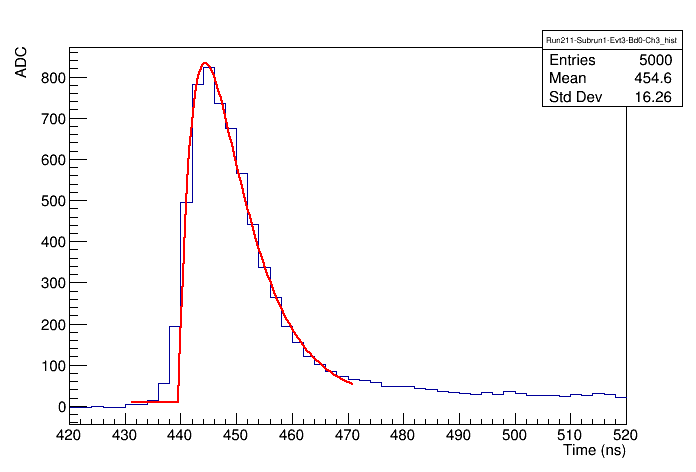 Run211-Subrun1-Evt3-Bd0-Ch3_hist
Entries 5000
Mean 454.6
Std Dev 16.26
ADC
800
700
600
500
400
300
200
100
0
420 430 440 450 460 470 480 490 500 510 520
Time (ns)